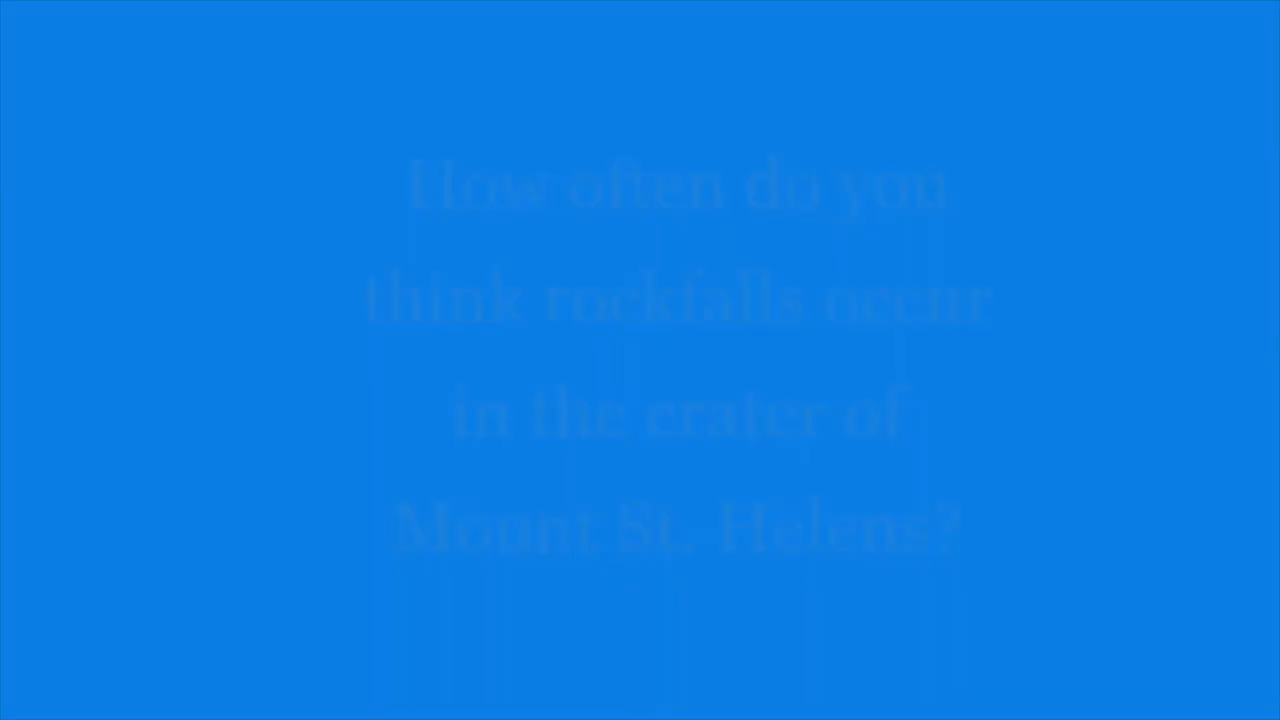 How often do you
think rockfalls occur
in the crater of
Mount St. Helens?